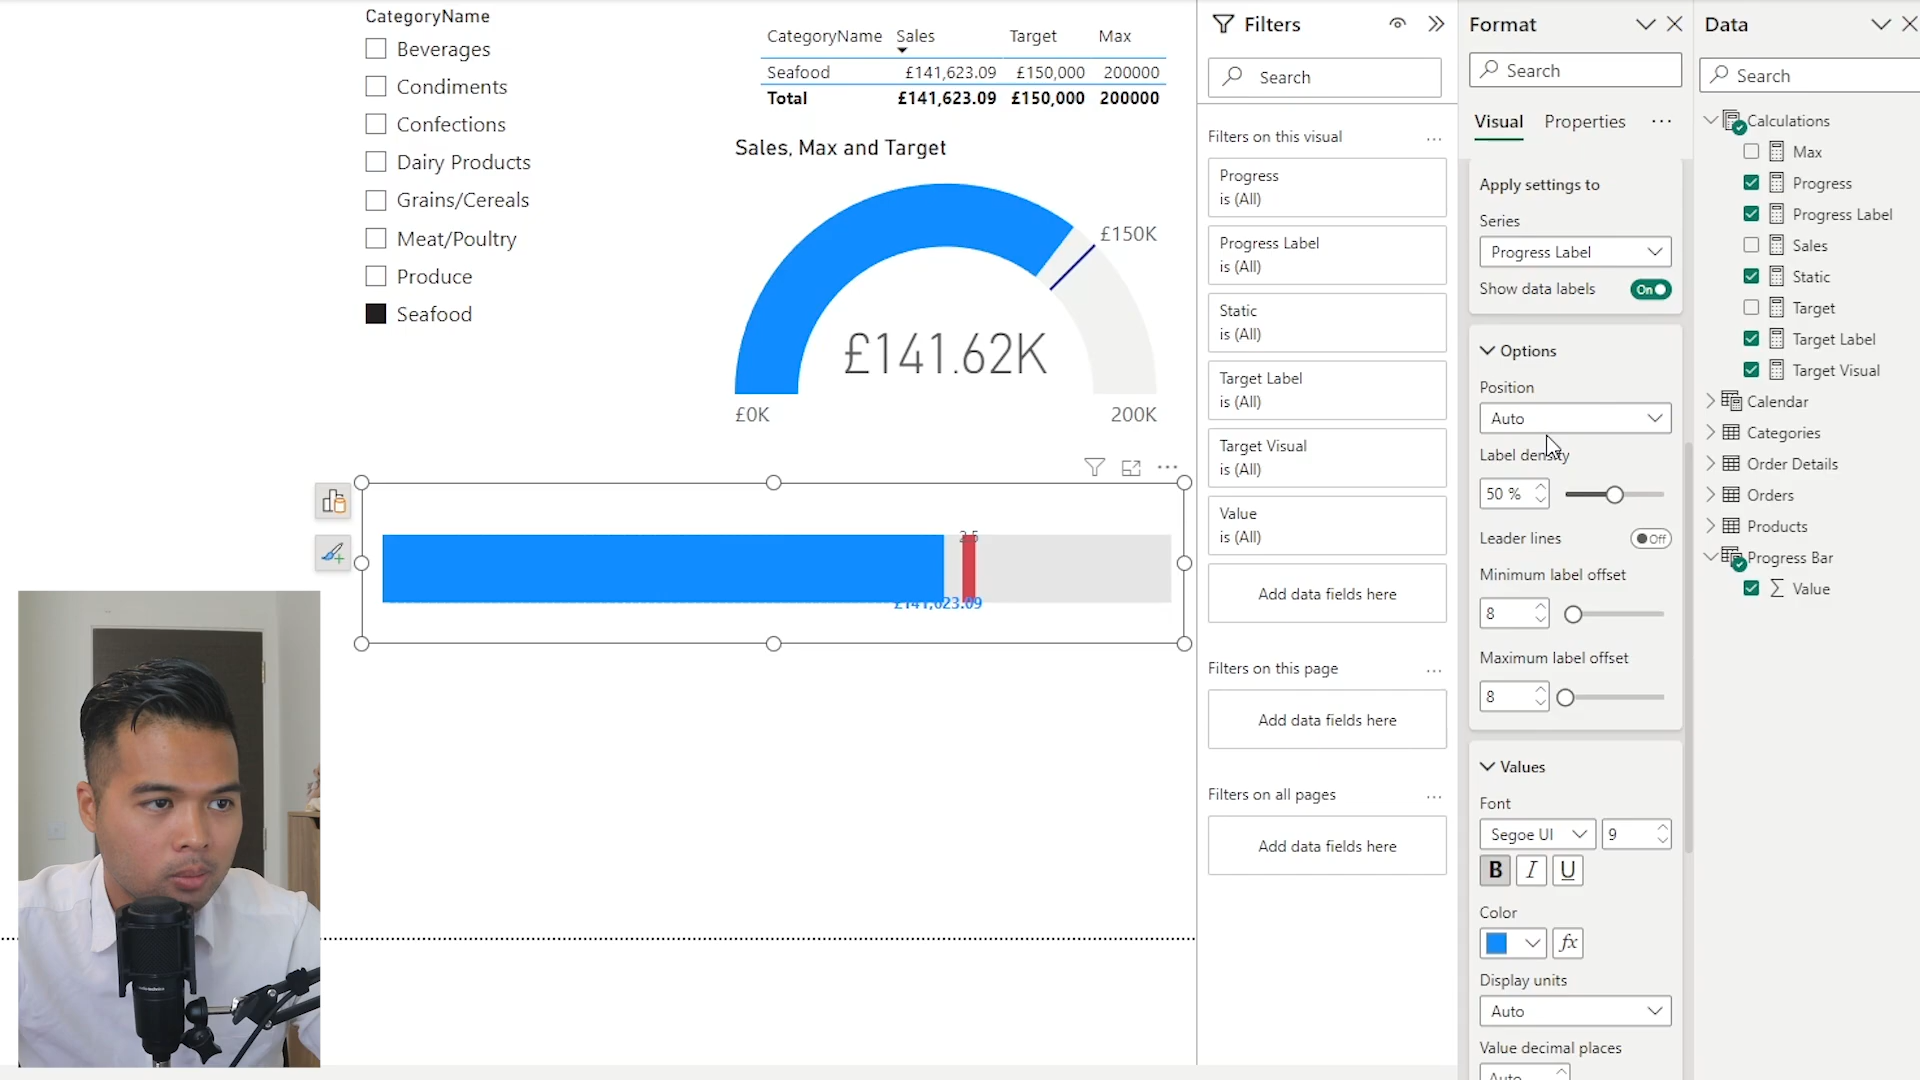 CategoryName
Beverages
Condiments
Confections
Dairy Products
Grains/Cereals
Meat/Poultry
Produce
Seafood
CategoryName Sales Target Max
Seafood £141,623.09 £150,000 200000
Total £141,623.09 £150,000 200000
Sales, Max and Target
£150K
£141.62K
£0K
200K
2.5
£141,623.09
Filters
Search
Filters on this visual
Progress
is (All)
Progress Label
is (All)
Static
is (All)
Target Label
is (All)
Target Visual
is (All)
Value
is (All)
Add data fields here
Filters on this page
Add data fields here
Filters on all pages
Add data fields here
Format
Search
Visual Properties
Apply settings to
Series
Progress Label
Show data labels On
Options
Position
Auto
Label density
50 %
Leader lines Off
Minimum label offset
8
Maximum label offset
8
Values
Font
Segoe UI 9
B I U
Color
fx
Display units
Auto
Value decimal places
Auto
Data
Search
Calculations
Max
Progress
Progress Label
Sales
Static
Target
Target Label
Target Visual
Calendar
Categories
Order Details
Orders
Products
Progress Bar
Value